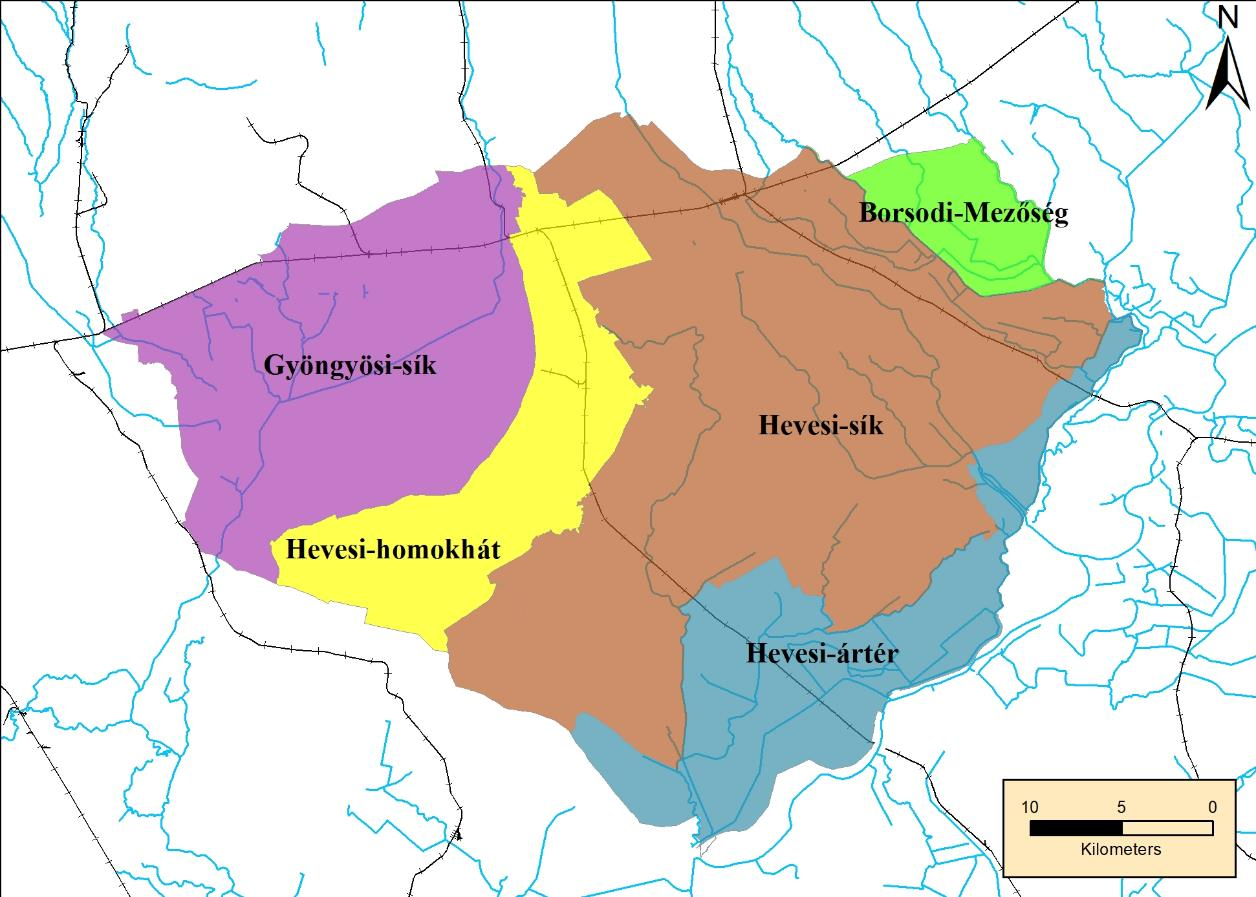 N
Borsodi-Mezőség
Gyöngyösi-sík
Hevesi-sík
Hevesi-homokhát
Hevesi-ártér
10 5 0
Kilometers